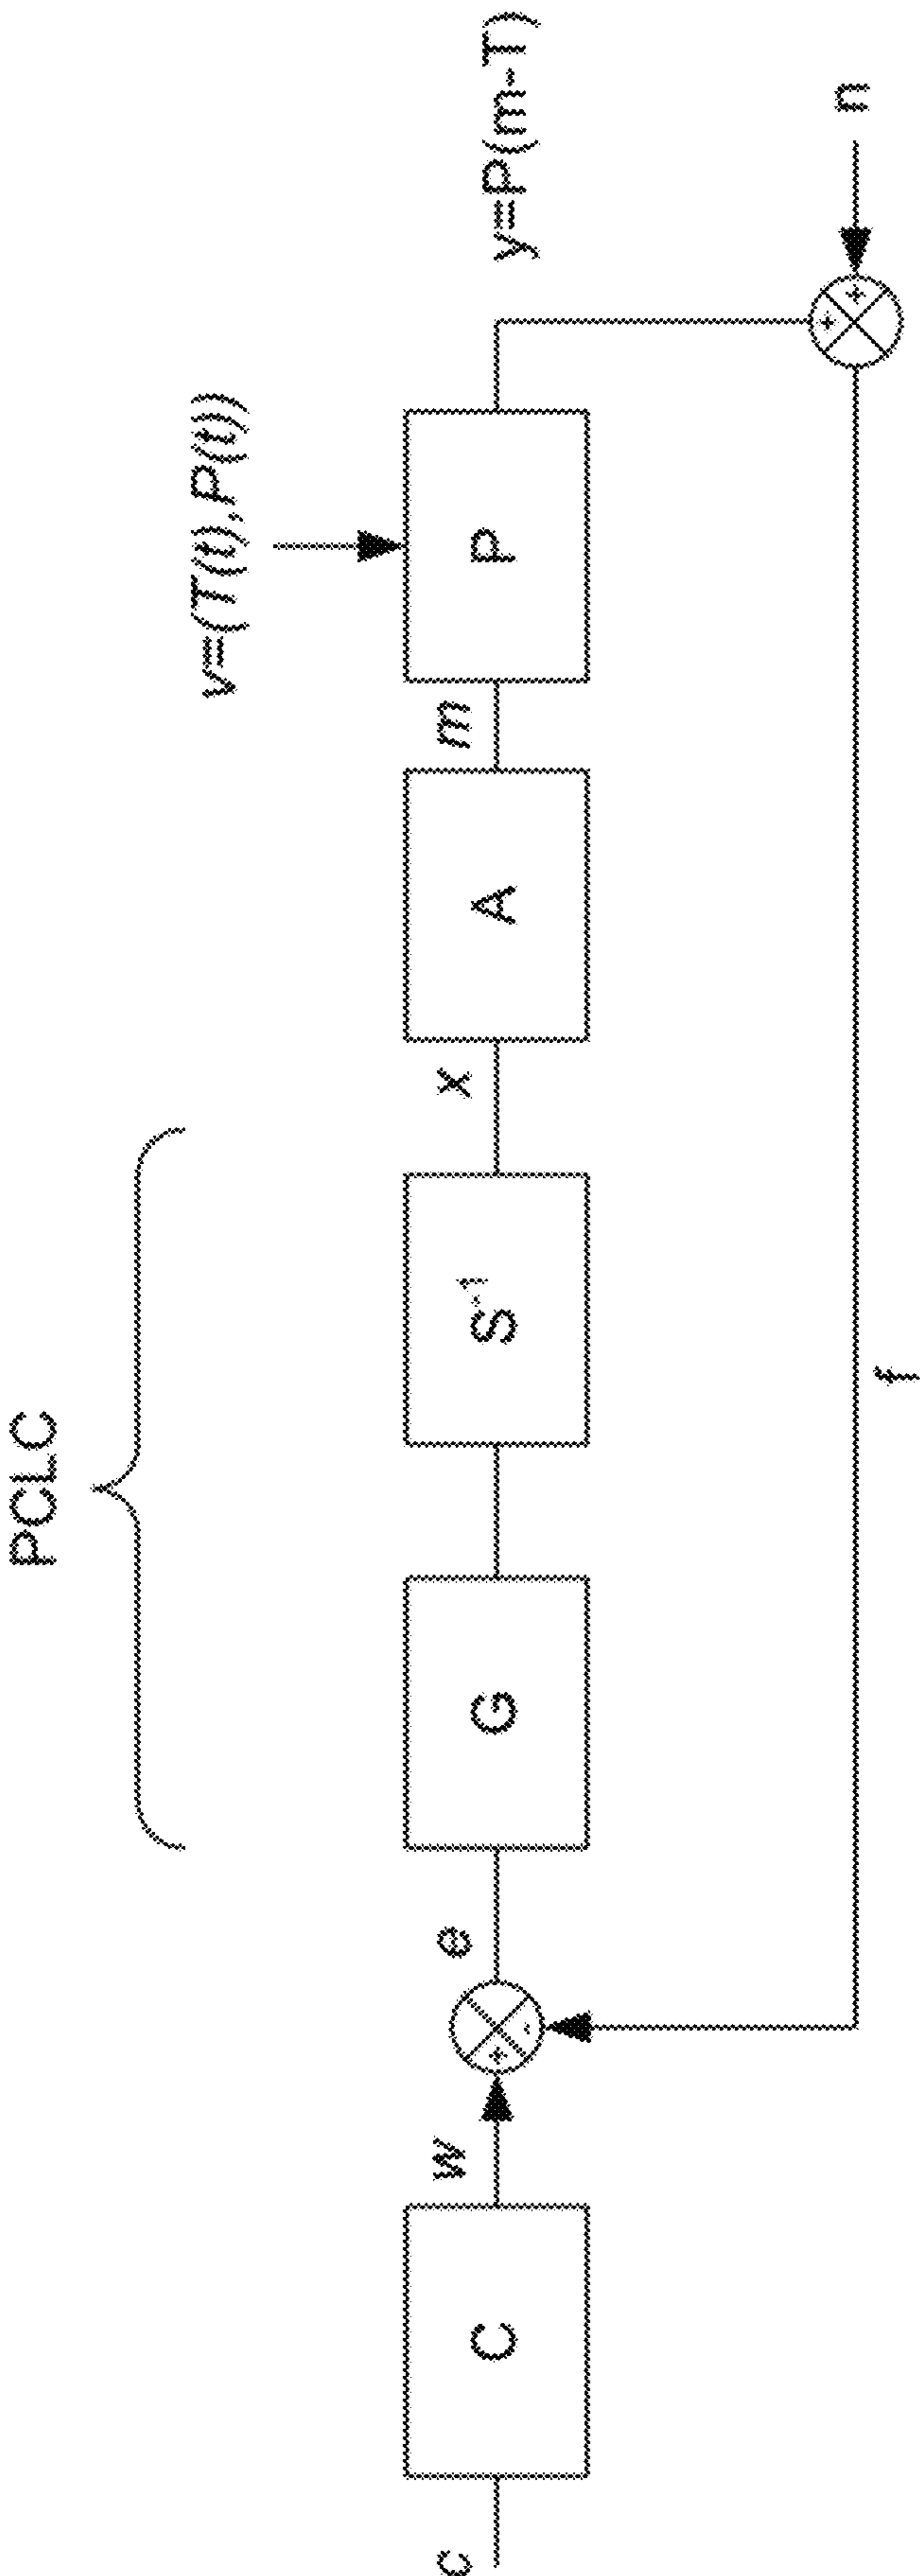 PCLC
v=(T(t),P(t))
y=P(m-T)
c
C
w
+
-
e
G
S⁻¹
x
A
m
P
+
+
n
f